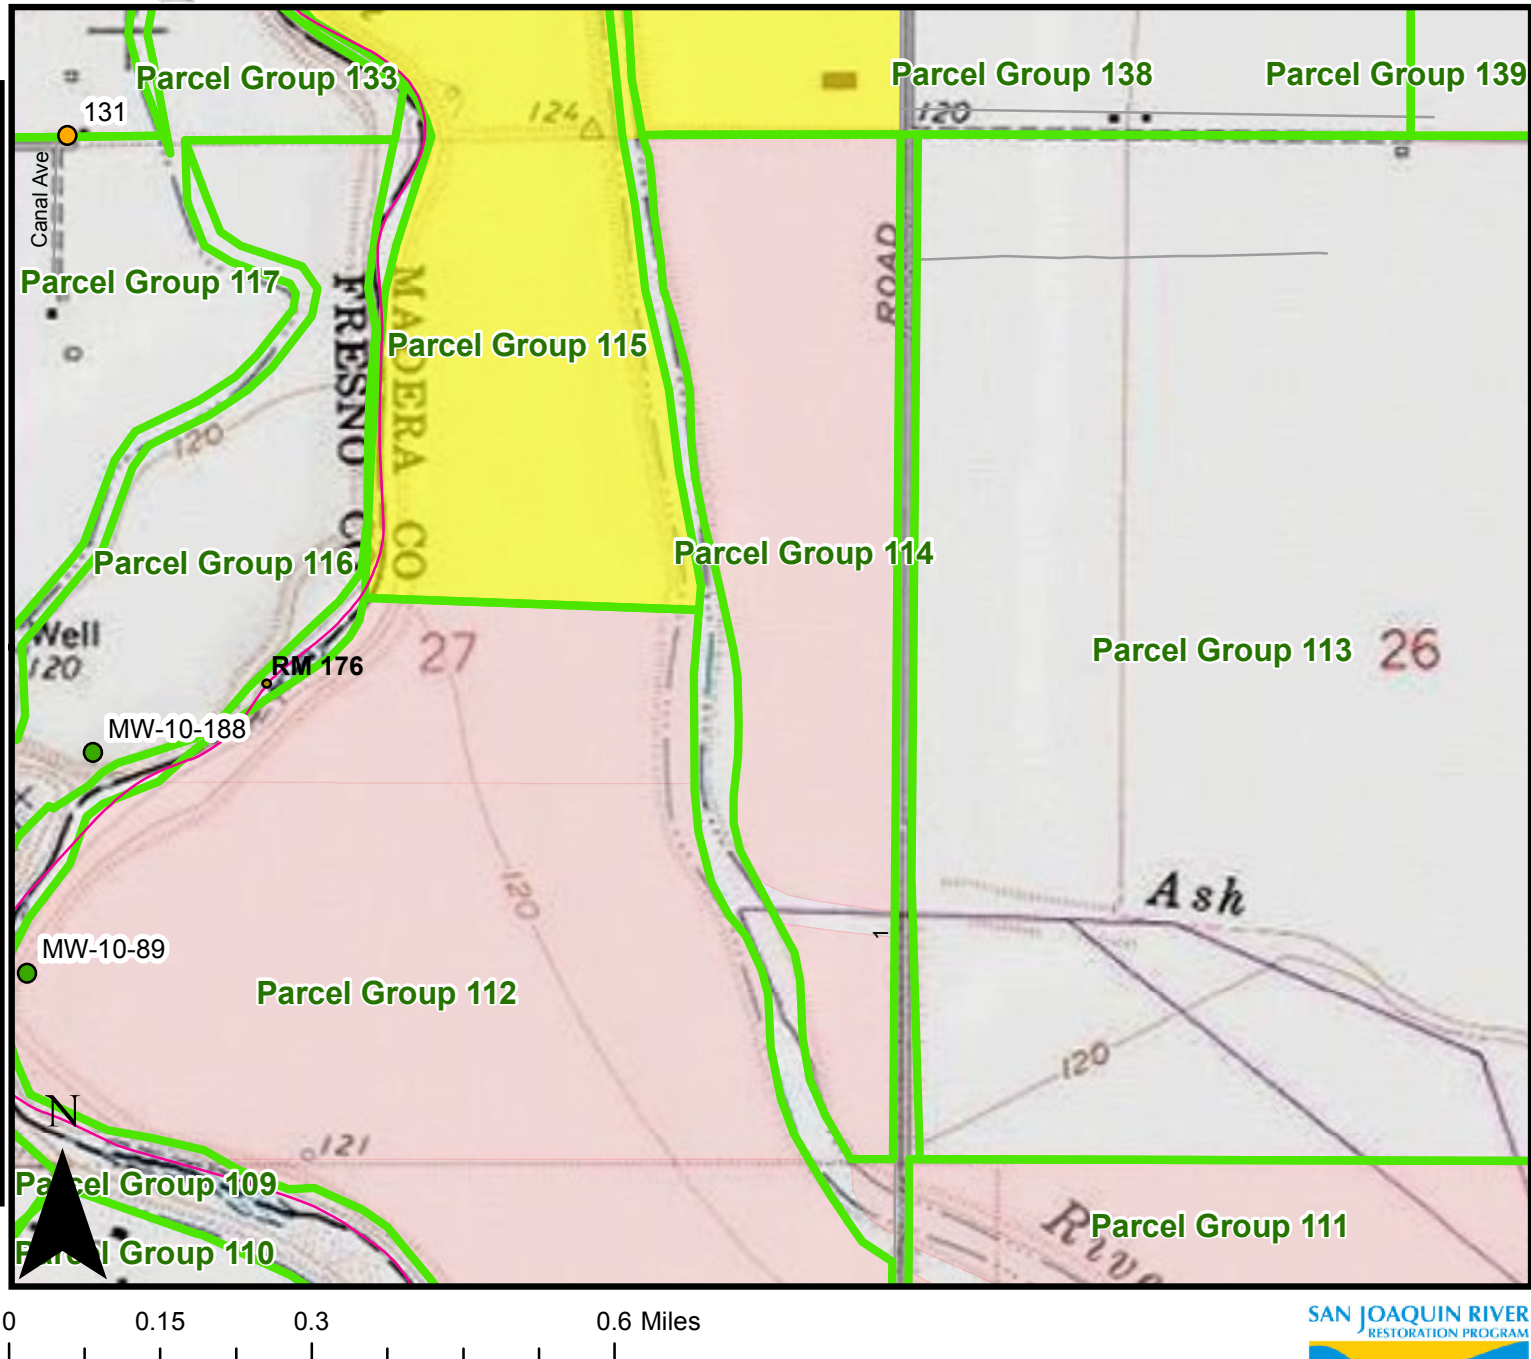 Parcel Group 133
Parcel Group 138
Parcel Group 139
131
124
120
Canal Ave
ROAD
Parcel Group 117
MADERA CO
FRESNO CO
Parcel Group 115
120
Parcel Group 114
Parcel Group 116
Well
120
27
RM 176
Parcel Group 113
26
MW-10-188
120
Ash
1
MW-10-89
Parcel Group 112
120
N
121
Parcel Group 109
River
Parcel Group 111
Parcel Group 110
0
0.15
0.3
0.6 Miles
SAN JOAQUIN RIVER
RESTORATION PROGRAM